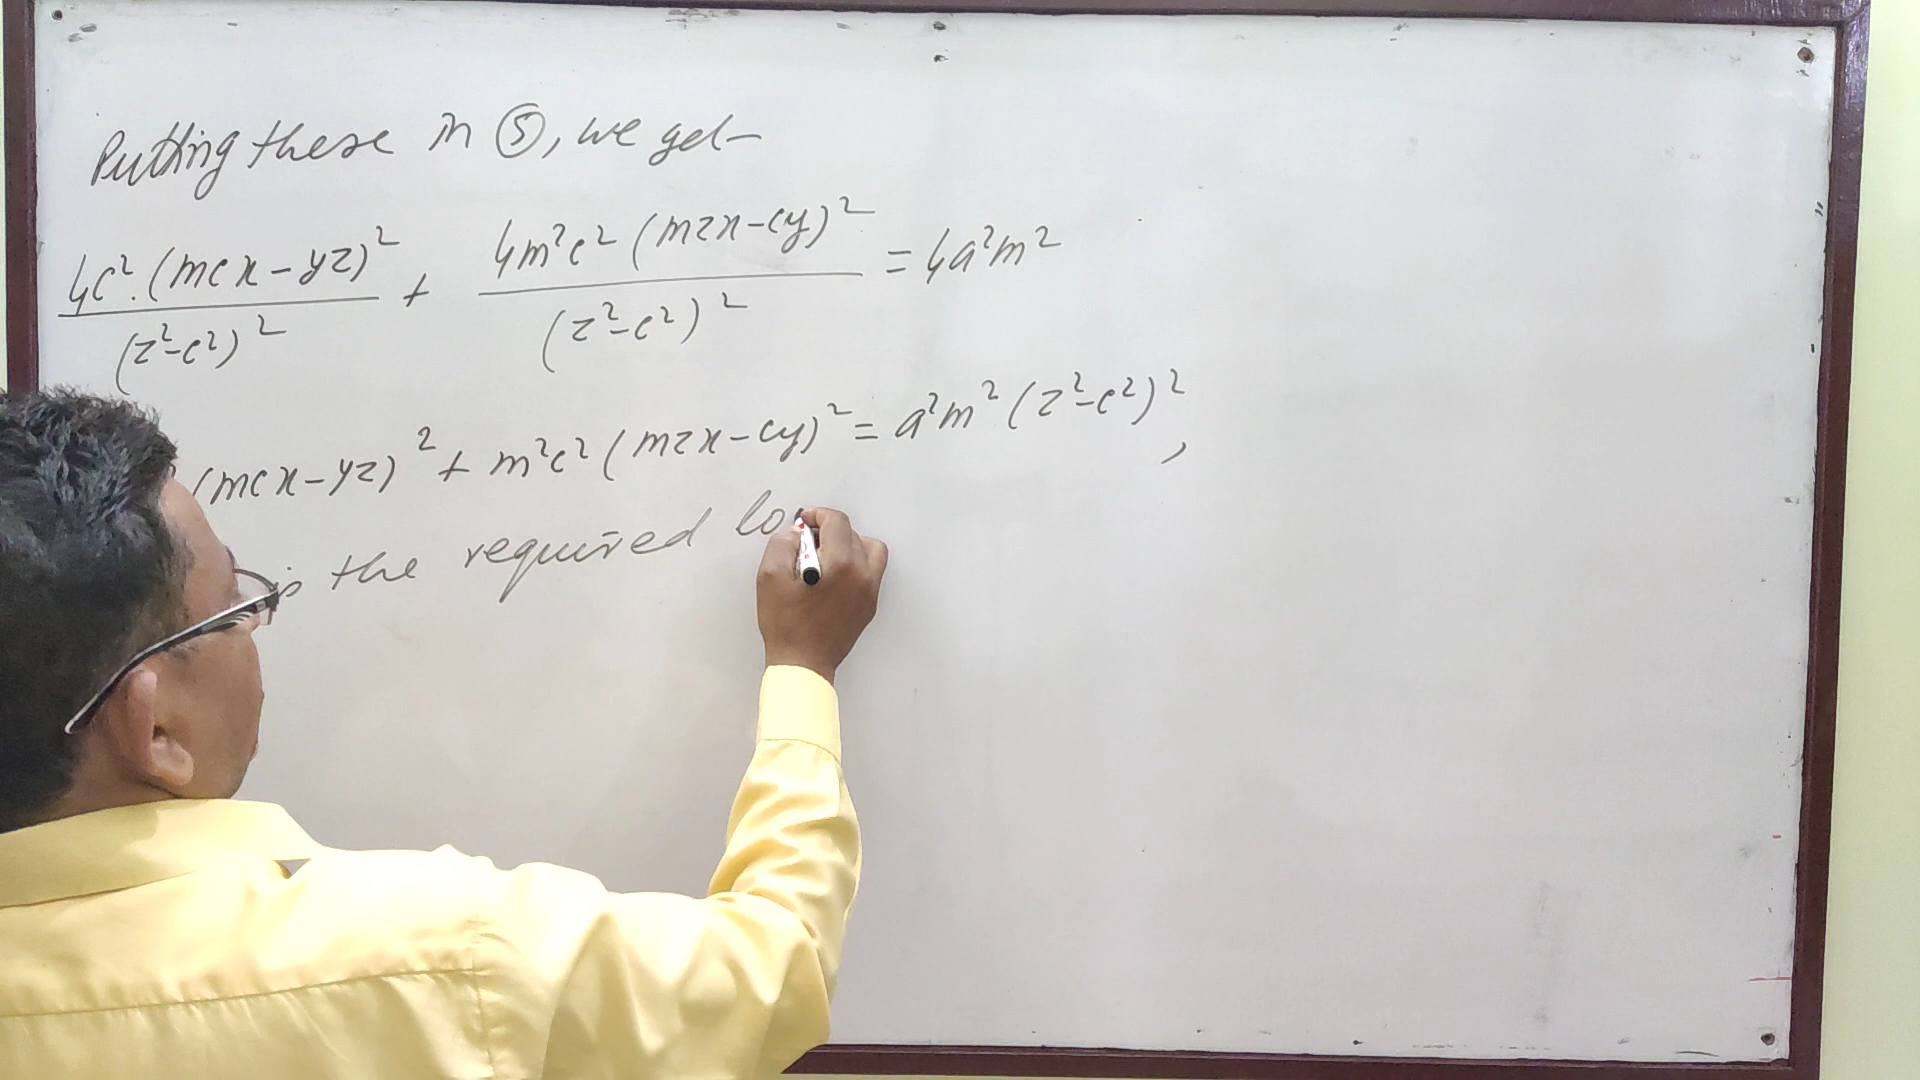 Putting these in ⑤, we get-
4c².(mcx-yz)²/(z²-c²)² + 4m²c²(mzx-cy)²/(z²-c²)² = 4a²m²
(mcx-yz)² + m²c²(mzx-cy)² = a²m²(z²-c²)²,
is the required lo